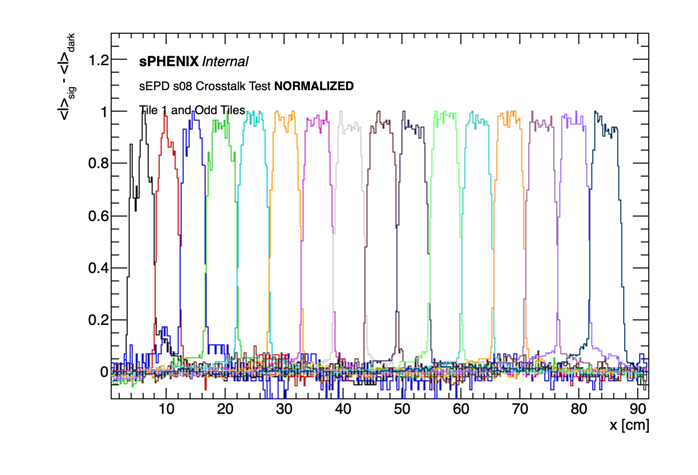 <I>sig - <I>dark
1.2
1
0.8
0.6
0.4
0.2
0
sPHENIX Internal
sEPD s08 Crosstalk Test NORMALIZED
Tile 1 and Odd Tiles
10 20 30 40 50 60 70 80 90
x [cm]